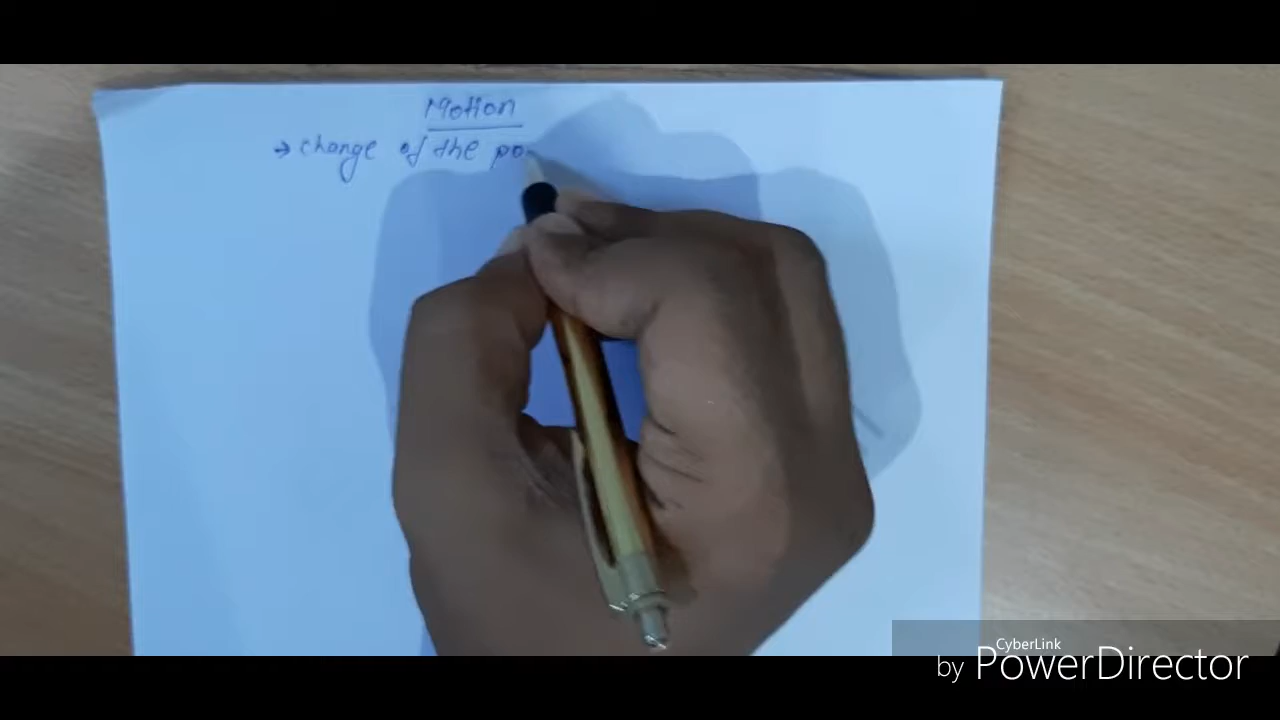 Motion
→ change of the po
CyberLink
by PowerDirector